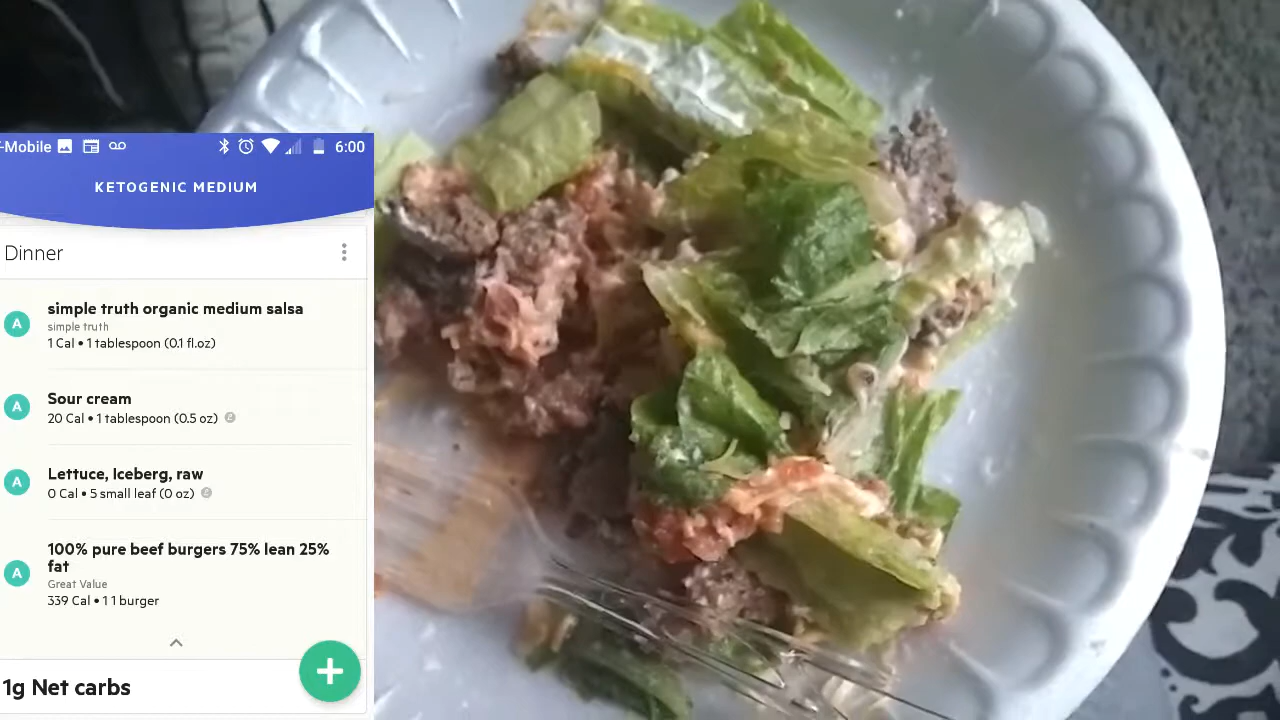 -Mobile 6:00
KETOGENIC MEDIUM
Dinner
A simple truth organic medium salsa
simple truth
1 Cal • 1 tablespoon (0.1 fl.oz)
A Sour cream
20 Cal • 1 tablespoon (0.5 oz)
A Lettuce, Iceberg, raw
0 Cal • 5 small leaf (0 oz)
A 100% pure beef burgers 75% lean 25%
fat
Great Value
339 Cal • 1 1 burger
1g Net carbs